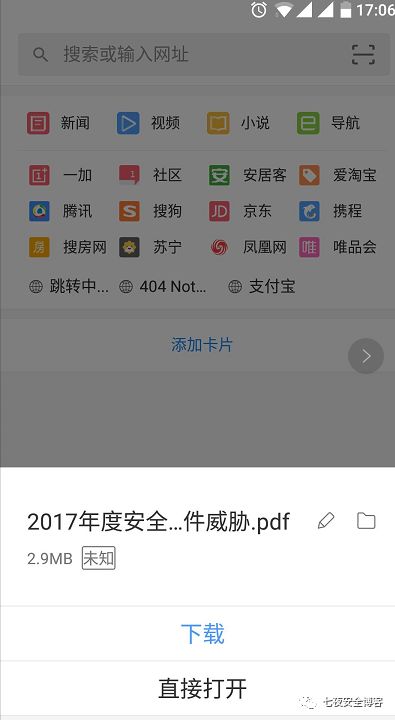 17:06
搜索或输入网址
新闻 视频 小说 导航
一加 社区 安居客 爱淘宝
腾讯 搜狗 JD 京东 携程
房 搜房网 苏宁 凤凰网 唯 唯品会
跳转中... 404 Not... 支付宝
添加卡片
2017年度安全...件威胁.pdf
2.9MB 未知
下载
直接打开
七夜安全博客